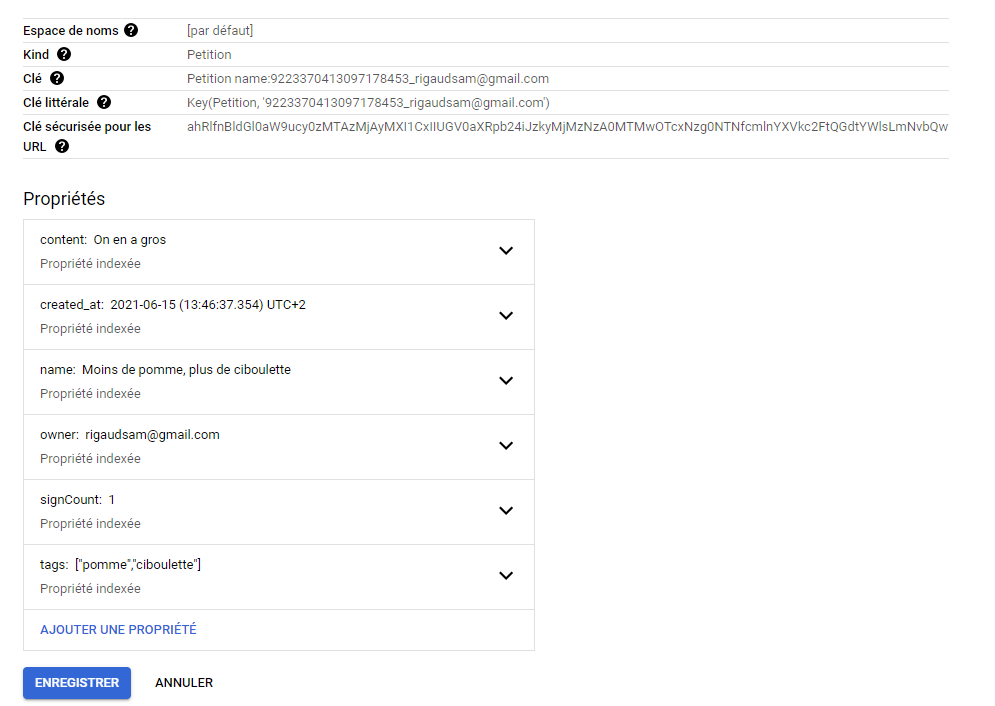 Espace de noms ? [par défaut]
Kind ? Petition
Clé ? Petition name:9223370413097178453_rigaudsam@gmail.com
Clé littérale ? Key(Petition, '9223370413097178453_rigaudsam@gmail.com')
Clé sécurisée pour les ahRlfnBldGl0aW9ucy0zMTAzMjAyMXI1CxIIUGV0aXRpb24iJzkyMjMzNzA0MTMwOTcxNzg0NTNfcmlnYXVkc2FtQGdtYWlsLmNvbQw
URL ?
Propriétés
content: On en a gros
Propriété indexée
created_at: 2021-06-15 (13:46:37.354) UTC+2
Propriété indexée
name: Moins de pomme, plus de ciboulette
Propriété indexée
owner: rigaudsam@gmail.com
Propriété indexée
signCount: 1
Propriété indexée
tags: ["pomme","ciboulette"]
Propriété indexée
AJOUTER UNE PROPRIÉTÉ
ENREGISTRER ANNULER